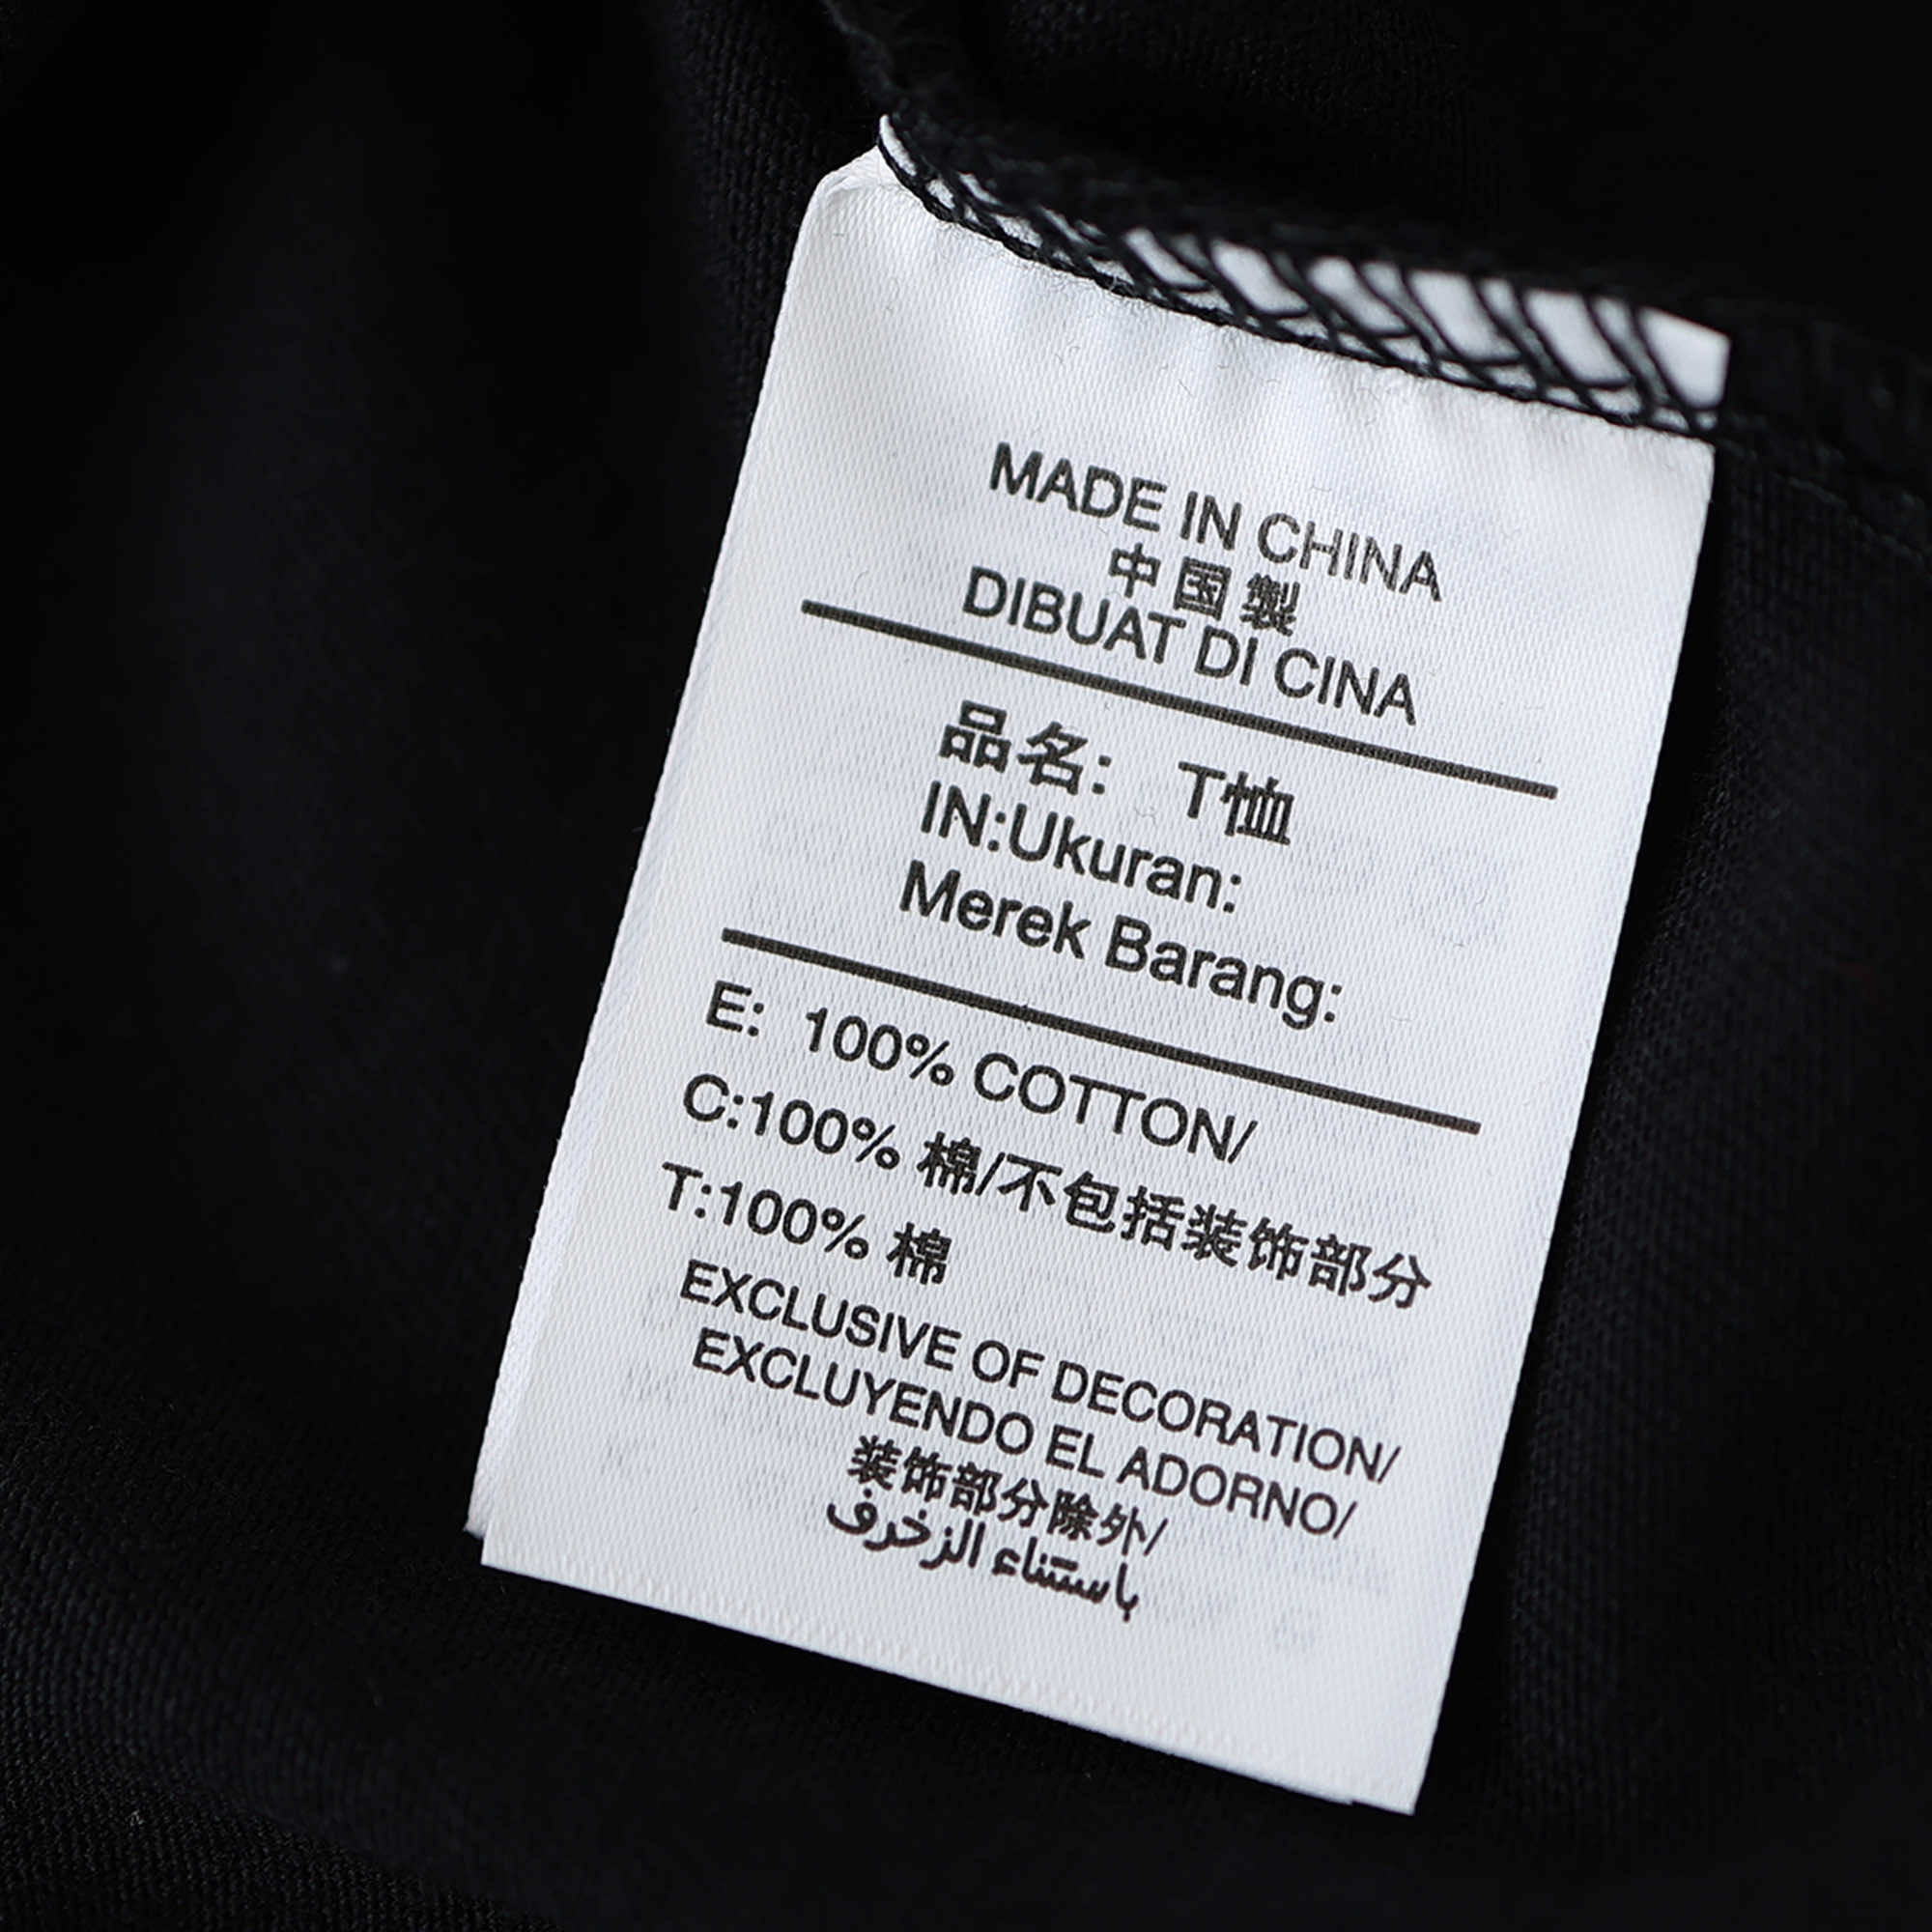 MADE IN CHINA
中国製
DIBUAT DI CINA
品名: T恤
IN:Ukuran:
Merek Barang:
E: 100% COTTON/
C:100% 棉/不包括装饰部分
T:100% 棉
EXCLUSIVE OF DECORATION/
EXCLUYENDO EL ADORNO/
装饰部分除外/
باستثناء الزخرف